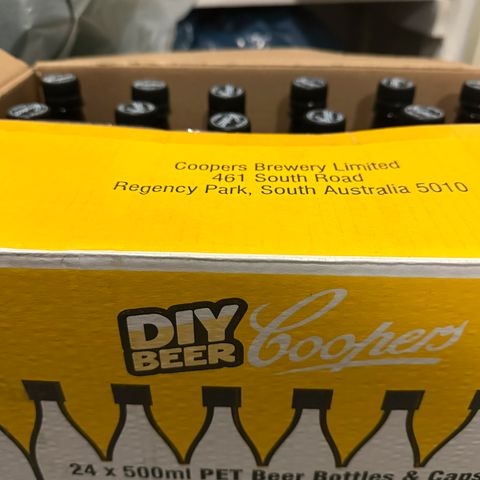 Coopers Brewery Limited
461 South Road
Regency Park, South Australia 5010
DIY
BEER
Coopers
24 x 500ml PET Beer Bottles & Caps